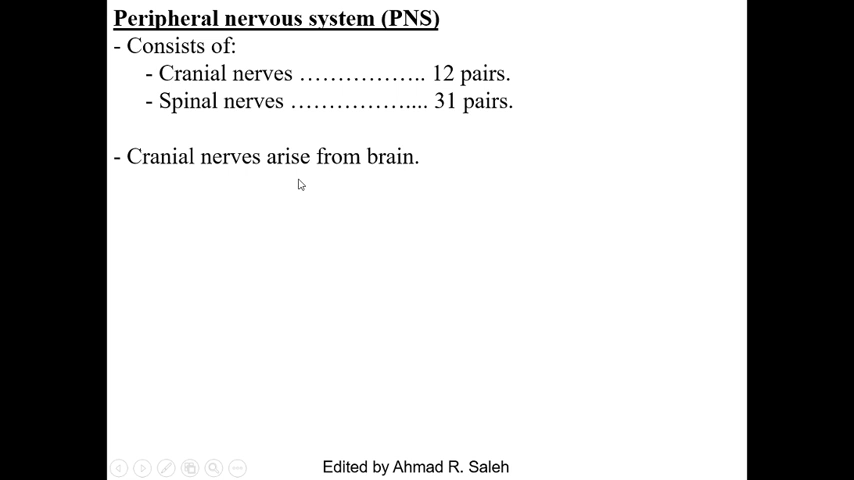 Peripheral nervous system (PNS)
- Consists of:
- Cranial nerves …………….. 12 pairs.
- Spinal nerves …………….... 31 pairs.
- Cranial nerves arise from brain.
Edited by Ahmad R. Saleh